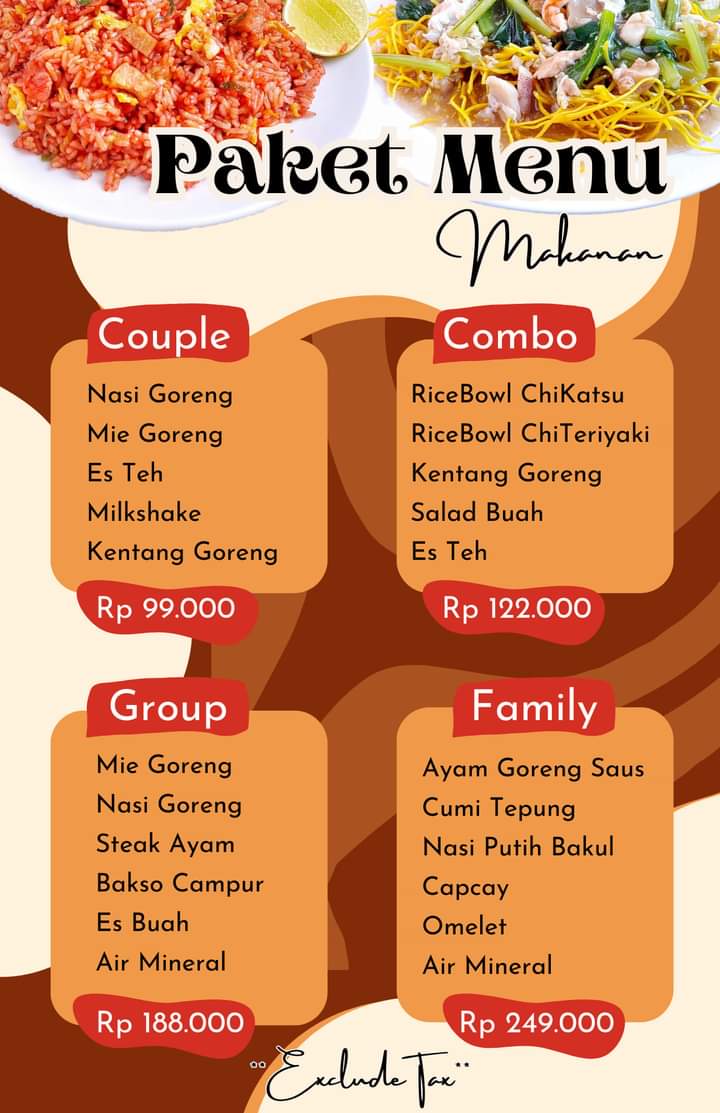 Paket Menu
Makanan
Couple
Nasi Goreng
Mie Goreng
Es Teh
Milkshake
Kentang Goreng
Rp 99.000
Combo
RiceBowl ChiKatsu
RiceBowl ChiTeriyaki
Kentang Goreng
Salad Buah
Es Teh
Rp 122.000
Group
Mie Goreng
Nasi Goreng
Steak Ayam
Bakso Campur
Es Buah
Air Mineral
Rp 188.000
Family
Ayam Goreng Saus
Cumi Tepung
Nasi Putih Bakul
Capcay
Omelet
Air Mineral
Rp 249.000
**Exclude Tax**